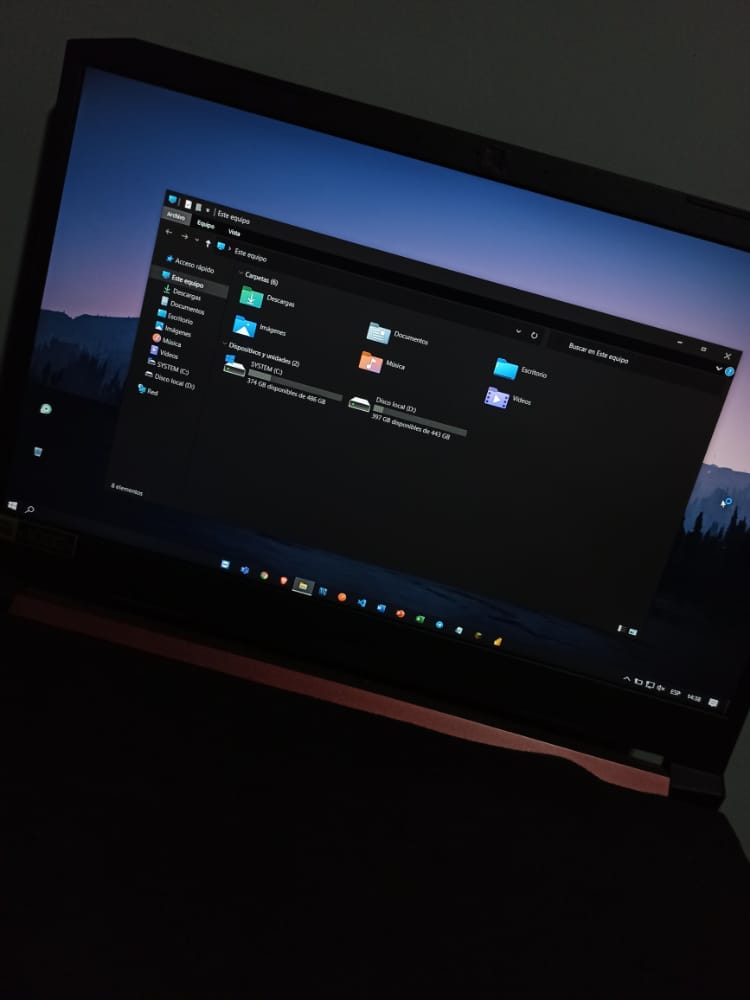 Este equipo
Archivo Equipo Vista
Este equipo
Buscar en Este equipo
Acceso rápido
Este equipo
Descargas
Documentos
Escritorio
Imágenes
Música
Vídeos
SYSTEM (C:)
Disco local (D:)
Red
Carpetas (6)
Descargas
Documentos
Escritorio
Imágenes
Música
Vídeos
Dispositivos y unidades (2)
SYSTEM (C:)
374 GB disponibles de 486 GB
Disco local (D:)
397 GB disponibles de 443 GB
8 elementos
ESP 14:38